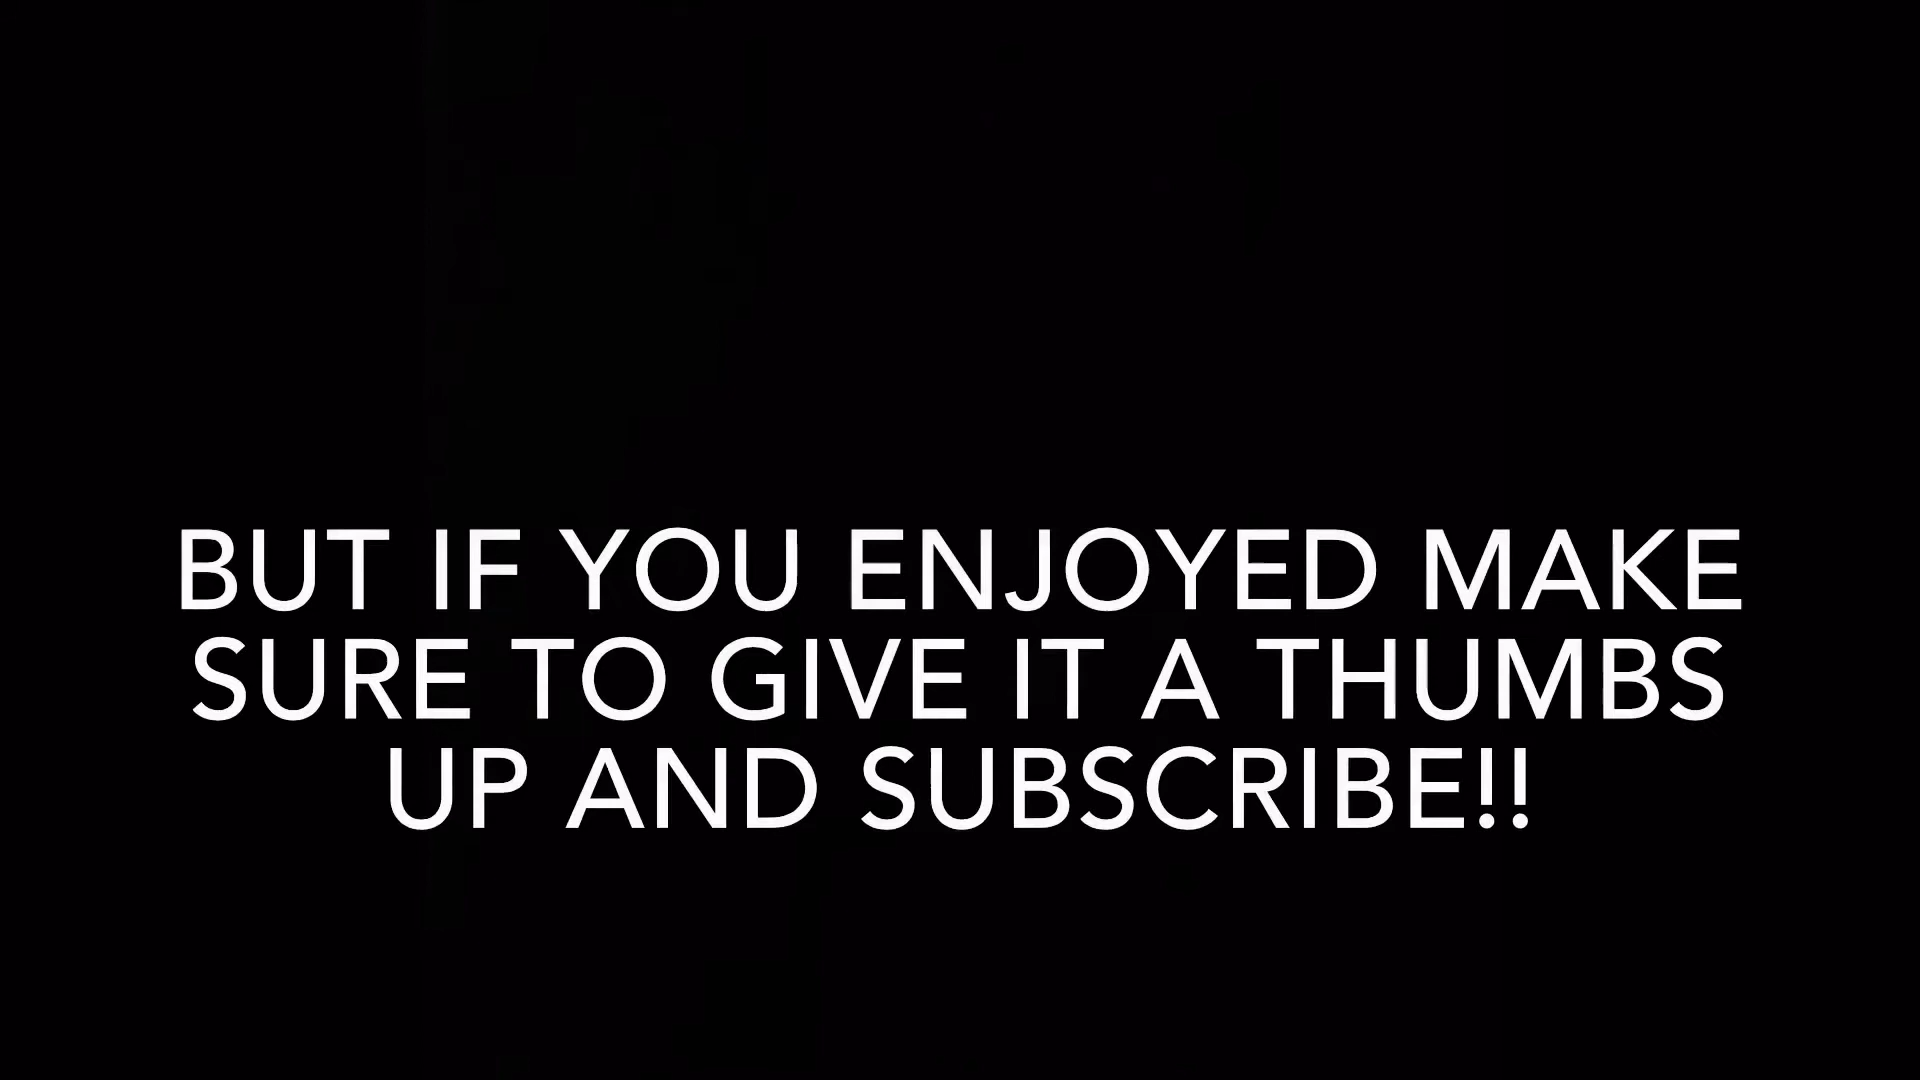 BUT IF YOU ENJOYED MAKE
SURE TO GIVE IT A THUMBS
UP AND SUBSCRIBE!!